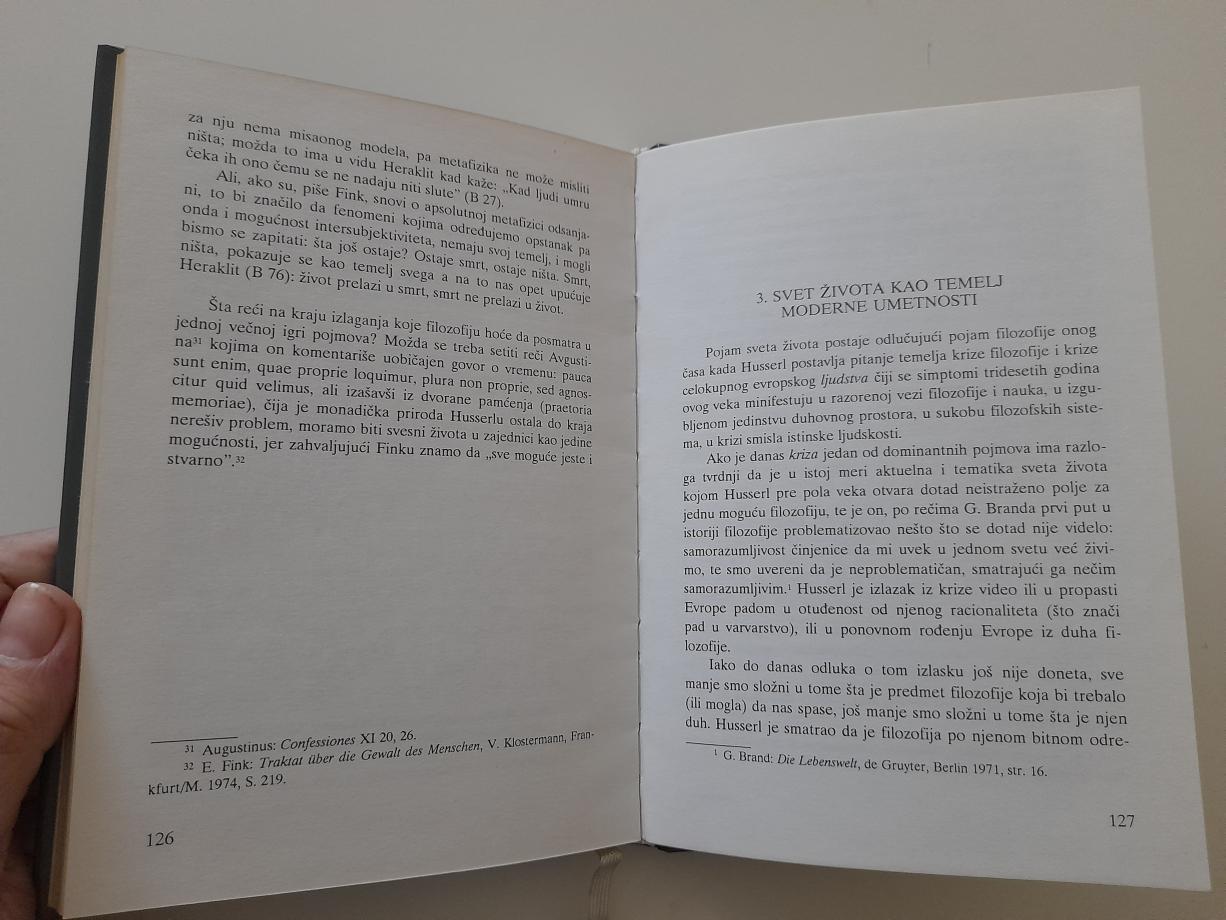 za nju nema misaonog modela, pa metafizika ne može misliti
ništa; možda to ima u vidu Heraklit kad kaže: „Kad ljudi umru
čeka ih ono čemu se ne nadaju niti slute” (B 27).
Ali, ako su, piše Fink, snovi o apsolutnoj metafizici odsanja-
ni, to bi značilo da fenomeni kojima određujemo opstanak pa
onda i mogućnost intersubjektiviteta, nemaju svoj temelj, i mogli
bismo se zapitati: šta još ostaje? Ostaje smrt, ostaje ništa. Smrt,
ništa, pokazuje se kao temelj svega a na to nas opet upućuje
Heraklit (B 76): život prelazi u smrt, smrt ne prelazi u život.
Šta reći na kraju izlaganja koje filozofiju hoće da posmatra u
jednoj večnoj igri pojmova? Možda se treba setiti reči Avgusti-
na³¹ kojima on komentariše uobičajen govor o vremenu: pauca
sunt enim, quae proprie loquimur, plura non proprie, sed agnos-
citur quid velimus, ali izašavši iz dvorane pamćenja (praetoria
memoriae), čija je monadička priroda Husserlu ostala do kraja
nerešiv problem, moramo biti svesni života u zajednici kao jedine
mogućnosti, jer zahvaljujući Finku znamo da „sve moguće jeste i
stvarno”.³²
³¹ Augustinus: Confessiones XI 20, 26.
³² E. Fink: Traktat über die Gewalt des Menschen, V. Klostermann, Fran-
kfurt/M. 1974, S. 219.
126
3. SVET ŽIVOTA KAO TEMELJ
MODERNE UMETNOSTI
Pojam sveta života postaje odlučujući pojam filozofije onog
časa kada Husserl postavlja pitanje temelja krize filozofije i krize
celokupnog evropskog ljudstva čiji se simptomi tridesetih godina
ovog veka minifestuju u razorenoj vezi filozofije i nauka, u izgu-
bljenom jedinstvu duhovnog prostora, u sukobu filozofskih siste-
ma, u krizi smisla istinske ljudskosti.
Ako je danas kriza jedan od dominantnih pojmova ima razlo-
ga tvrdnji da je u istoj meri aktuelna i tematika sveta života
kojom Husserl pre pola veka otvara dotad neistraženo polje za
jednu moguću filozofiju, te je on, po rečima G. Branda prvi put u
istoriji filozofije problematizovao nešto što se dotad nije videlo:
samorazumljivost činjenice da mi uvek u jednom svetu već živi-
mo, te smo uvereni da je neproblematičan, smatrajući ga nečim
samorazumljivim.¹ Husserl je izlazak iz krize video ili u propasti
Evrope padom u otuđenost od njenog racionaliteta (što znači
pad u varvarstvo), ili u ponovnom rođenju Evrope iz duha fi-
lozofije.
Iako do danas odluka o tom izlasku još nije doneta, sve
manje smo složni u tome šta je predmet filozofije koja bi trebalo
(ili mogla) da nas spase, još manje smo složni u tome šta je njen
duh. Husserl je smatrao da je filozofija po njenom bitnom odre-
¹ G. Brand: Die Lebenswelt, de Gruyter, Berlin 1971, str. 16.
127